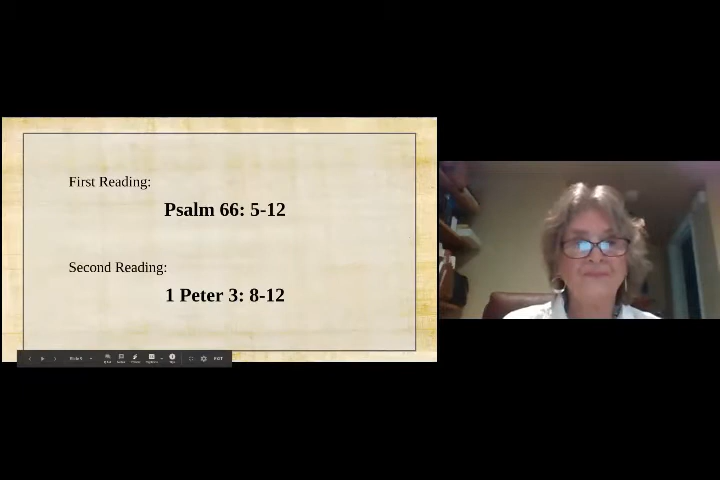 First Reading:
Psalm 66: 5-12
Second Reading:
1 Peter 3: 8-12